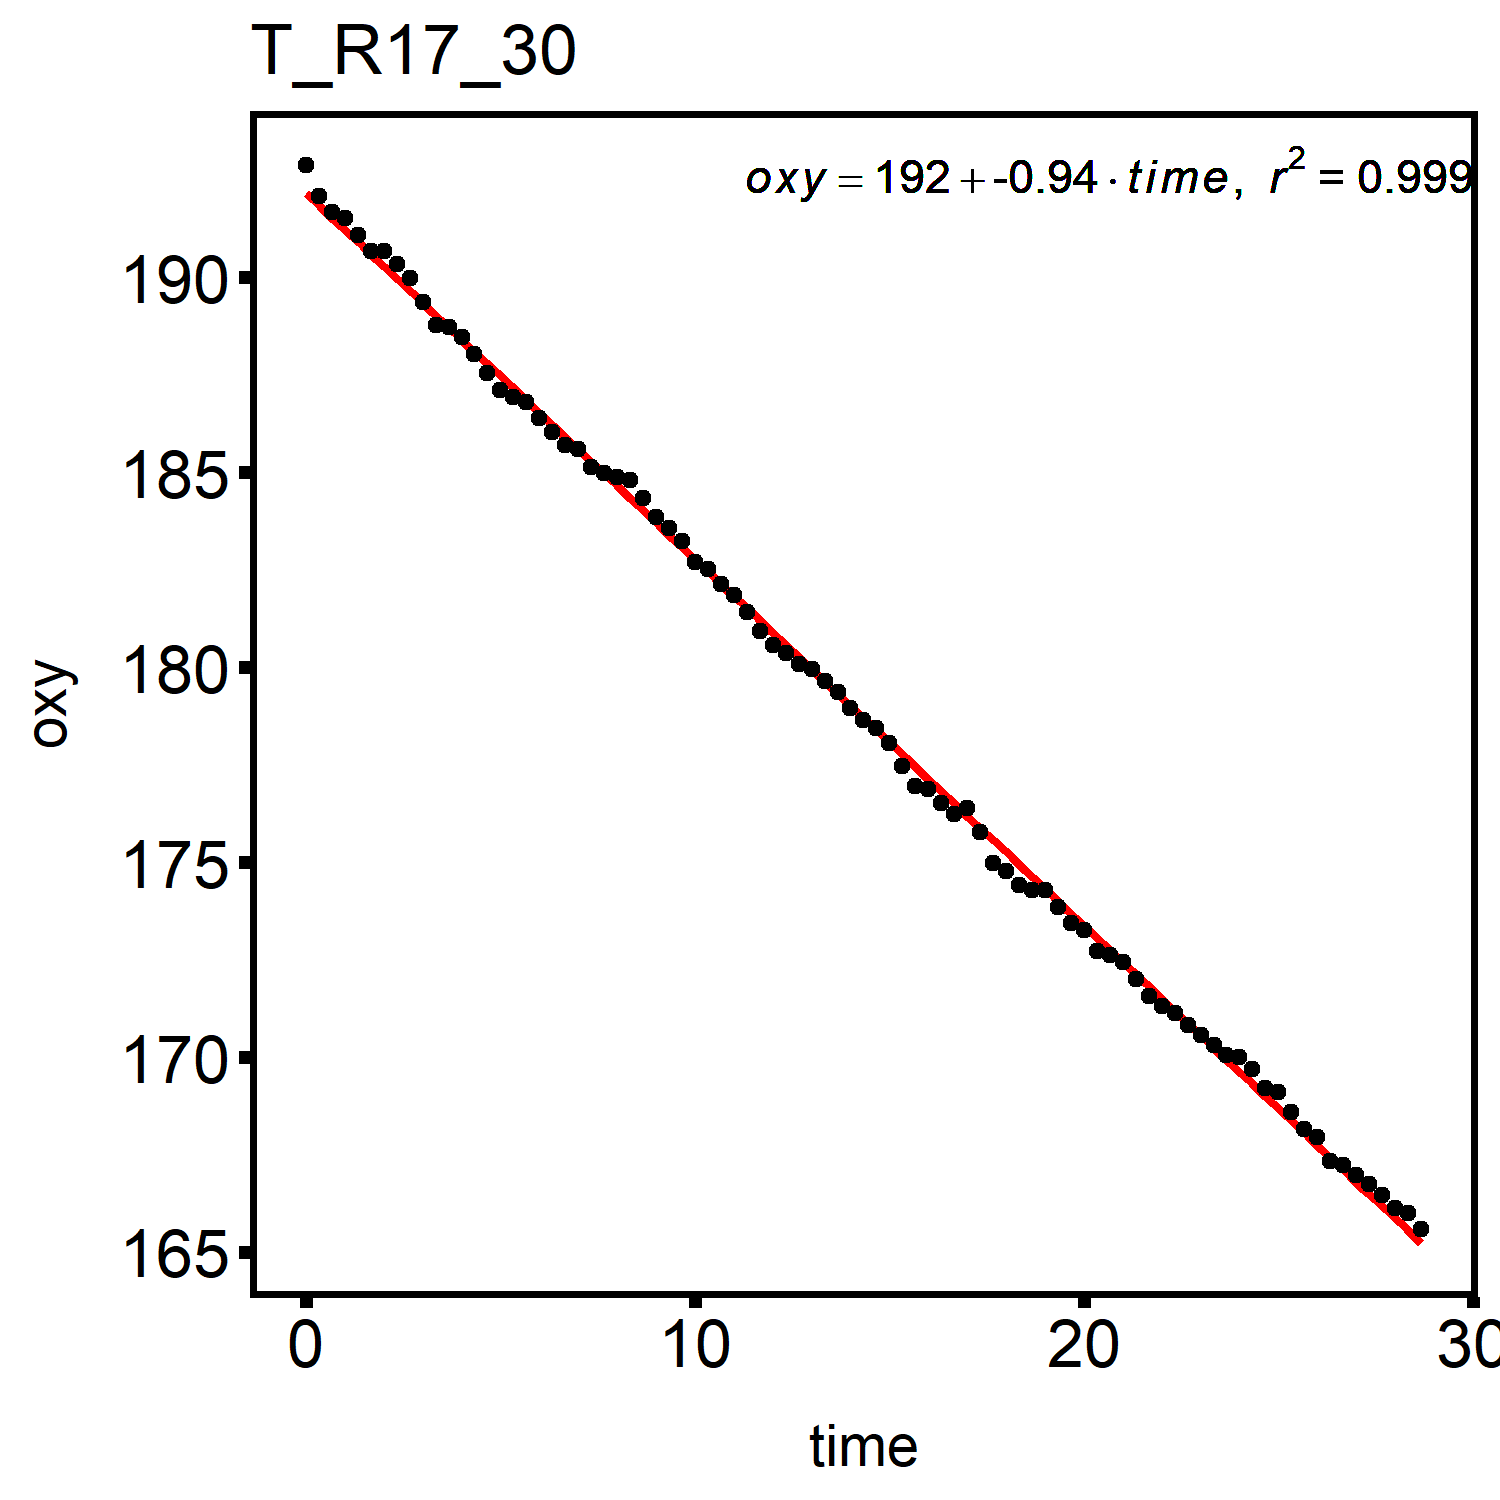 T_R17_30
oxy = 192 + -0.94 · time, r² = 0.999
190
185
180
175
170
165
oxy
0 10 20 30
time